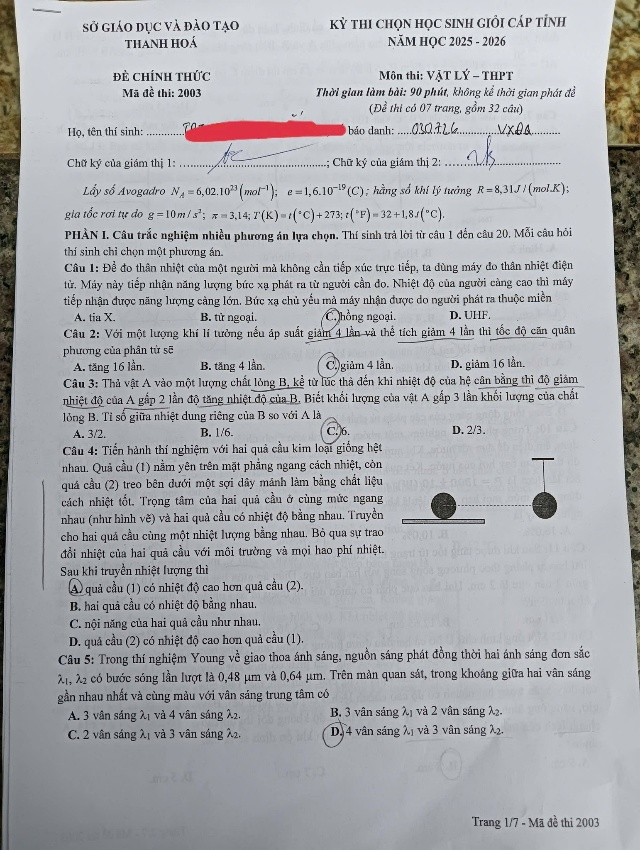 SỞ GIÁO DỤC VÀ ĐÀO TẠO
THANH HOÁ
KỲ THI CHỌN HỌC SINH GIỎI CẤP TỈNH
NĂM HỌC 2025 - 2026
ĐỀ CHÍNH THỨC
Mã đề thi: 2003
Môn thi: VẬT LÝ – THPT
Thời gian làm bài: 90 phút, không kể thời gian phát đề
(Đề thi có 07 trang, gồm 32 câu)
Họ, tên thí sinh: báo danh: 030726 VXĐA
Chữ ký của giám thị 1: ; Chữ ký của giám thị 2:
Lấy số Avogadro N_A = 6,02.10²³ (mol⁻¹); e = 1,6.10⁻¹⁹ (C); hằng số khí lý tưởng R = 8,31J / (mol.K);
gia tốc rơi tự do g = 10m / s²; π = 3,14; T(K) = t(°C) + 273; t(°F) = 32 + 1,8.t(°C).
PHẦN I. Câu trắc nghiệm nhiều phương án lựa chọn. Thí sinh trả lời từ câu 1 đến câu 20. Mỗi câu hỏi
thí sinh chỉ chọn một phương án.
Câu 1: Để đo thân nhiệt của một người mà không cần tiếp xúc trực tiếp, ta dùng máy đo thân nhiệt điện
tử. Máy này tiếp nhận năng lượng bức xạ phát ra từ người cần đo. Nhiệt độ của người càng cao thì máy
tiếp nhận được năng lượng càng lớn. Bức xạ chủ yếu mà máy nhận được do người phát ra thuộc miền
A. tia X. B. tử ngoại. C. hồng ngoại. D. UHF.
Câu 2: Với một lượng khí lí tưởng nếu áp suất giảm 4 lần và thể tích giảm 4 lần thì tốc độ căn quân
phương của phân tử sẽ
A. tăng 16 lần. B. tăng 4 lần. C. giảm 4 lần. D. giảm 16 lần.
Câu 3: Thả vật A vào một lượng chất lỏng B, kể từ lúc thả đến khi nhiệt độ của hệ cân bằng thì độ giảm
nhiệt độ của A gấp 2 lần độ tăng nhiệt độ của B. Biết khối lượng của vật A gấp 3 lần khối lượng của chất
lỏng B. Tỉ số giữa nhiệt dung riêng của B so với A là
A. 3/2. B. 1/6. C. 6. D. 2/3.
Câu 4: Tiến hành thí nghiệm với hai quả cầu kim loại giống hệt
nhau. Quả cầu (1) nằm yên trên mặt phẳng ngang cách nhiệt, còn
quả cầu (2) treo bên dưới một sợi dây mảnh làm bằng chất liệu
cách nhiệt tốt. Trọng tâm của hai quả cầu ở cùng mức ngang
nhau (như hình vẽ) và hai quả cầu có nhiệt độ bằng nhau. Truyền
cho hai quả cầu cùng một nhiệt lượng bằng nhau. Bỏ qua sự trao
đổi nhiệt của hai quả cầu với môi trường và mọi hao phí nhiệt.
Sau khi truyền nhiệt lượng thì
A. quả cầu (1) có nhiệt độ cao hơn quả cầu (2).
B. hai quả cầu có nhiệt độ bằng nhau.
C. nội năng của hai quả cầu như nhau.
D. quả cầu (2) có nhiệt độ cao hơn quả cầu (1).
Câu 5: Trong thí nghiệm Young về giao thoa ánh sáng, nguồn sáng phát đồng thời hai ánh sáng đơn sắc
λ₁, λ₂ có bước sóng lần lượt là 0,48 μm và 0,64 μm. Trên màn quan sát, trong khoảng giữa hai vân sáng
gần nhau nhất và cùng màu với vân sáng trung tâm có
A. 3 vân sáng λ₁ và 4 vân sáng λ₂. B. 3 vân sáng λ₁ và 2 vân sáng λ₂.
C. 2 vân sáng λ₁ và 3 vân sáng λ₂. D. 4 vân sáng λ₁ và 3 vân sáng λ₂.
Trang 1/7 - Mã đề thi 2003